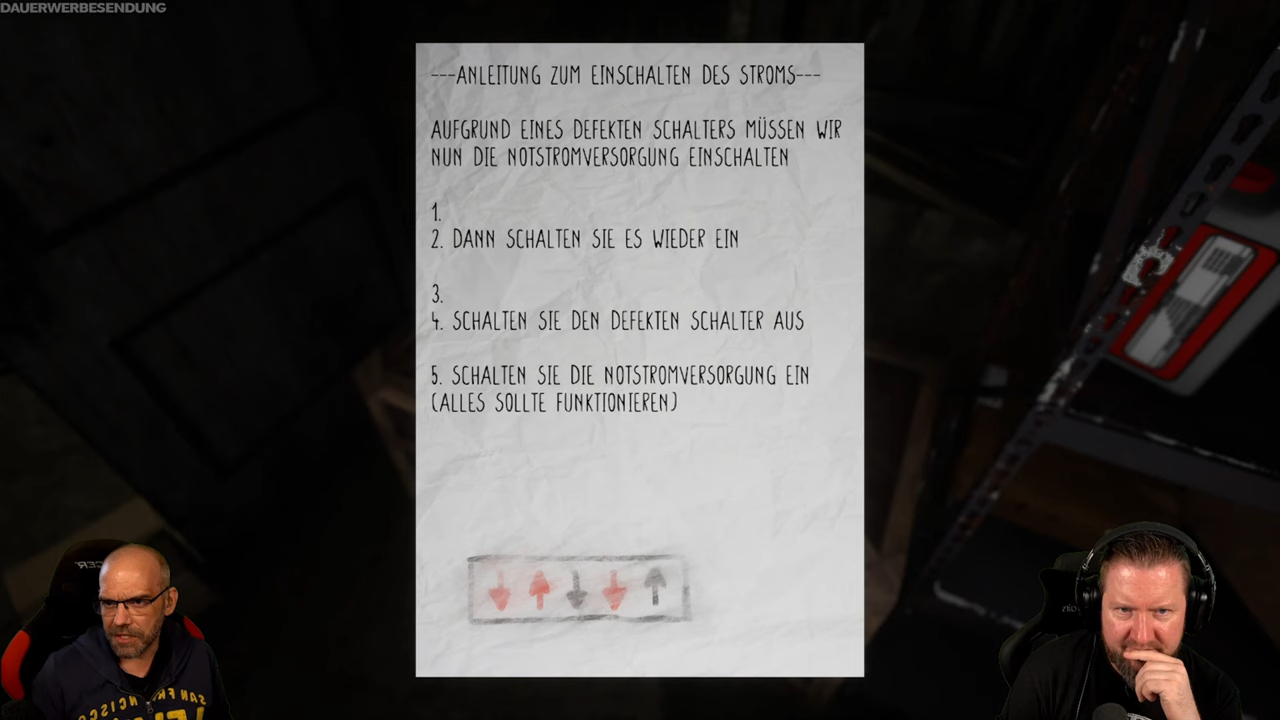 DAUERWERBESENDUNG
---ANLEITUNG ZUM EINSCHALTEN DES STROMS---
AUFGRUND EINES DEFEKTEN SCHALTERS MÜSSEN WIR
NUN DIE NOTSTROMVERSORGUNG EINSCHALTEN
1.
2. DANN SCHALTEN SIE ES WIEDER EIN
3.
4. SCHALTEN SIE DEN DEFEKTEN SCHALTER AUS
5. SCHALTEN SIE DIE NOTSTROMVERSORGUNG EIN
(ALLES SOLLTE FUNKTIONIEREN)